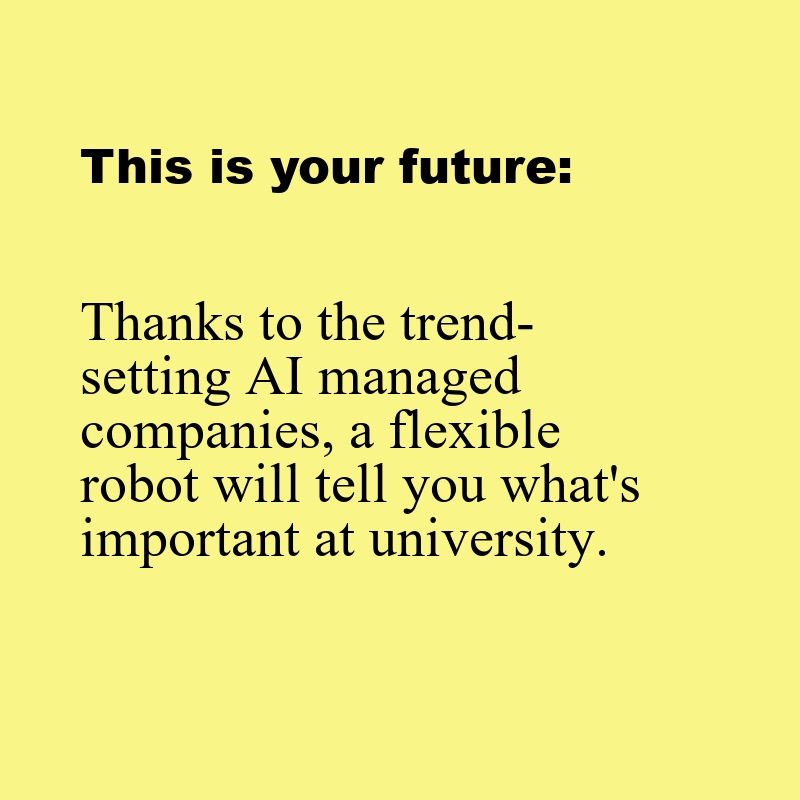 This is your future:
Thanks to the trend-
setting AI managed
companies, a flexible
robot will tell you what's
important at university.